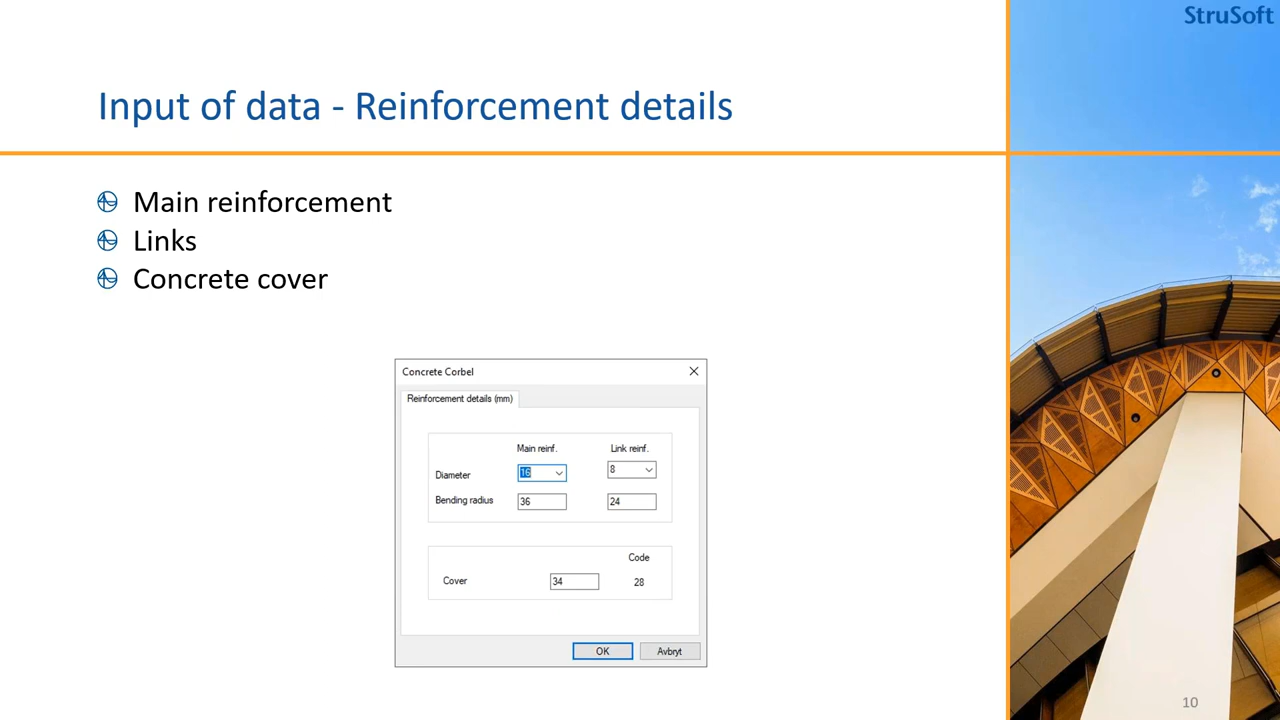 StruSoft
Input of data - Reinforcement details
Main reinforcement
Links
Concrete cover
Concrete Corbel
Reinforcement details (mm)
Main reinf. Link reinf.
Diameter 16 8
Bending radius 36 24
Code
Cover 34 28
OK Avbryt
10